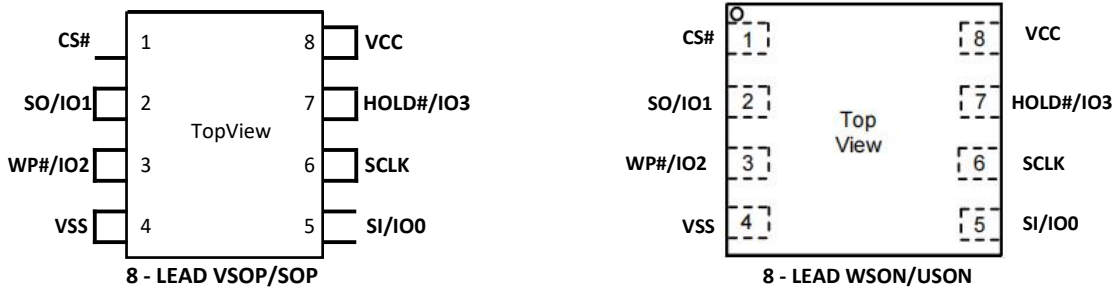 CS# 1 8 VCC
SO/IO1 2 7 HOLD#/IO3
TopView
WP#/IO2 3 6 SCLK
VSS 4 5 SI/IO0
8 - LEAD VSOP/SOP
CS# 1 8 VCC
SO/IO1 2 7 HOLD#/IO3
Top
View
WP#/IO2 3 6 SCLK
VSS 4 5 SI/IO0
8 - LEAD WSON/USON